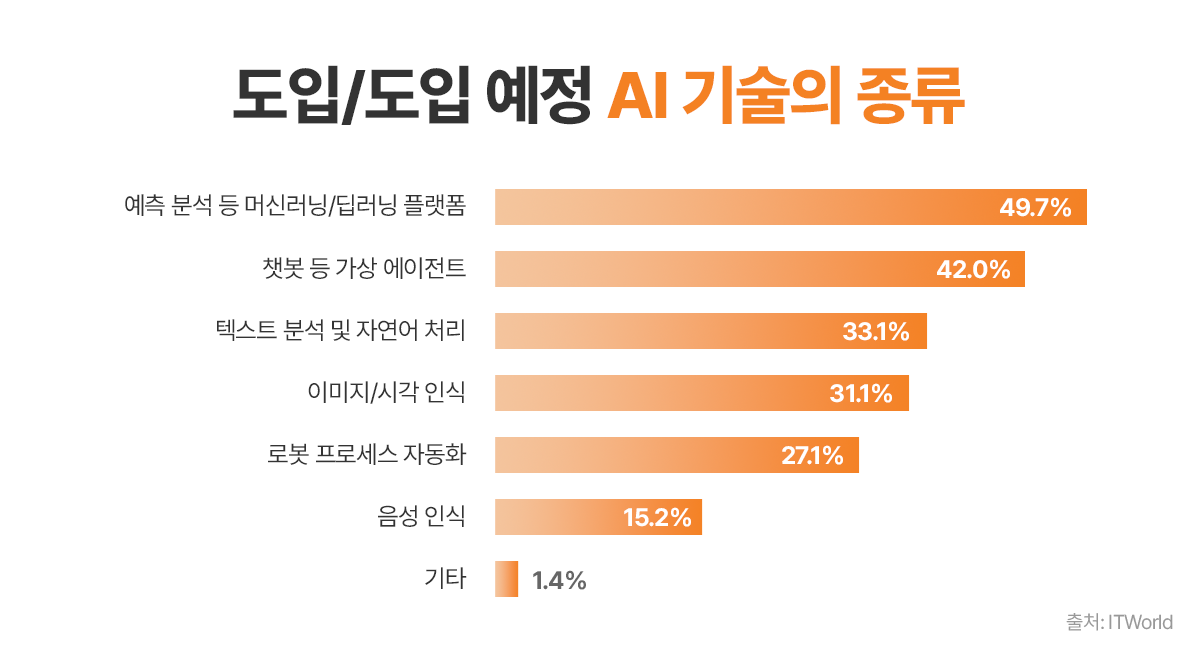 도입/도입 예정 AI 기술의 종류
예측 분석 등 머신러닝/딥러닝 플랫폼 49.7%
챗봇 등 가상 에이전트 42.0%
텍스트 분석 및 자연어 처리 33.1%
이미지/시각 인식 31.1%
로봇 프로세스 자동화 27.1%
음성 인식 15.2%
기타 1.4%
출처: ITWorld